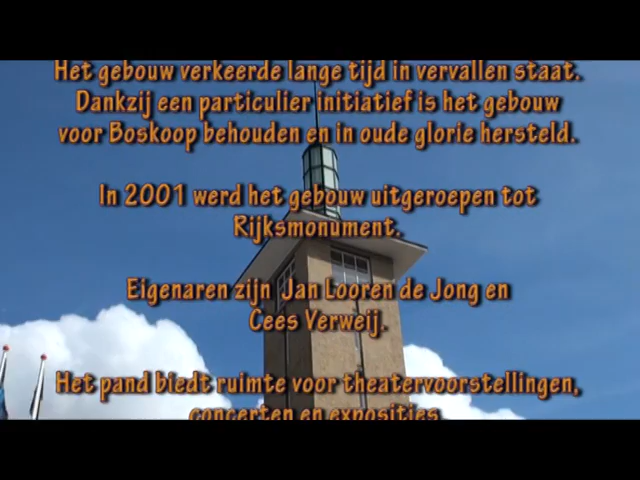 Het gebouw verkeerde lange tijd in vervallen staat.
Dankzij een particulier initiatief is het gebouw
voor Boskoop behouden en in oude glorie hersteld.
In 2001 werd het gebouw uitgeroepen tot
Rijksmonument.
Eigenaren zijn Jan Looren de Jong en
Cees Verweij.
Het pand biedt ruimte voor theatervoorstellingen,
concerten en exposities.